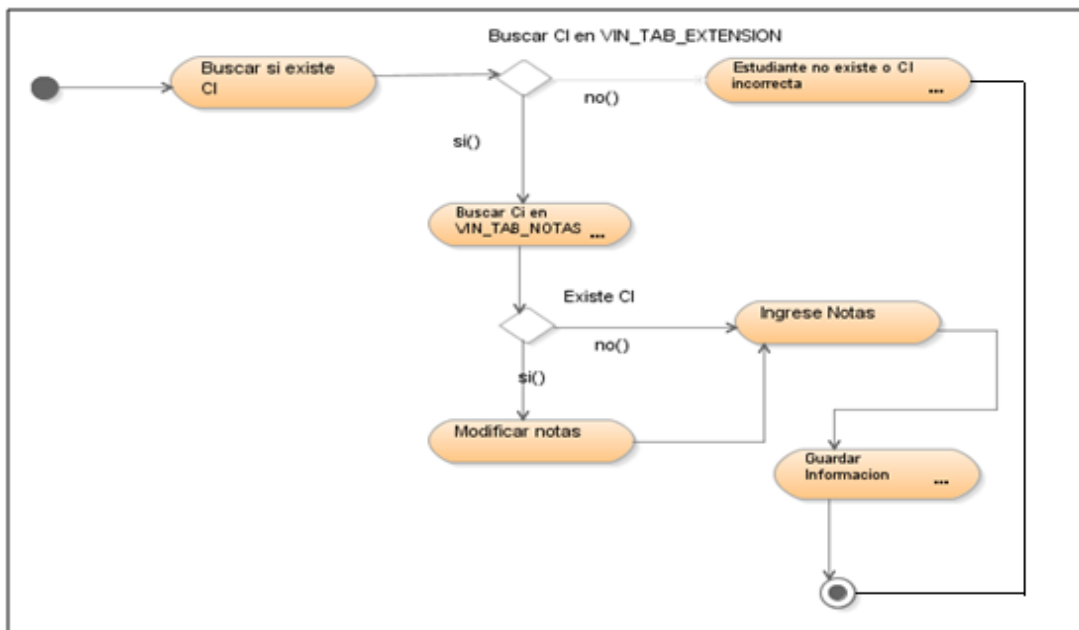 Buscar CI en VIN_TAB_EXTENSION
Buscar si existe
CI
Estudiante no existe o CI
incorrecta
...
no()
si()
Buscar Ci en
VIN_TAB_NOTAS
...
Existe CI
Ingrese Notas
no()
si()
Modificar notas
Guardar
Informacion
...